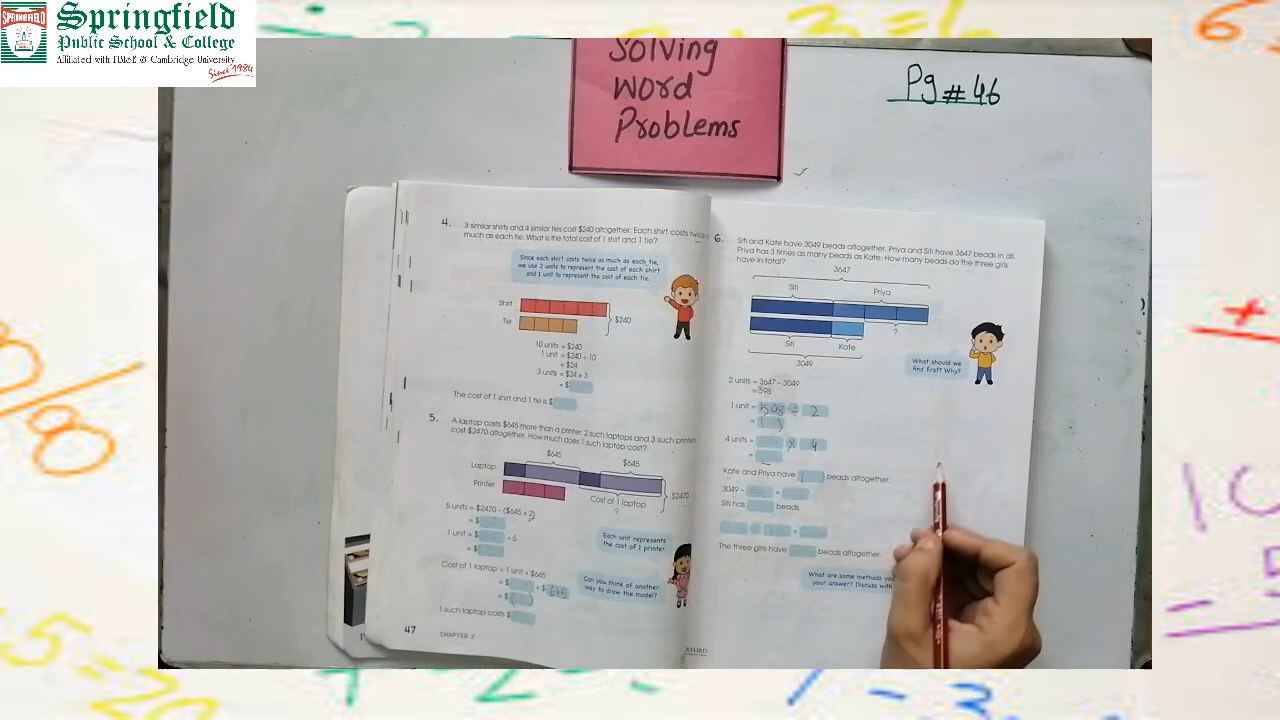 SPRINGFIELD
Springfield
Public School & College
Affiliated with TBSE & Cambridge University
Since 1984
Solving
Word
Problems
Pg # 46
4.
3 similar shirts and 4 similar ties cost $240 altogether. Each shirt costs twice
much as each tie. What is the total cost of 1 shirt and 1 tie?
Since each shirt costs twice as much as each tie,
we use 2 units to represent the cost of each shirt
and 1 unit to represent the cost of each tie.
Shirt
Tie
$240
10 units = $240
1 unit = $240 ÷ 10
= $24
3 units = $24 × 3
= $
The cost of 1 shirt and 1 tie is $
5.
A laptop costs $645 more than a printer. 2 such laptops and 3 such printers
cost $2470 altogether. How much does 1 such laptop cost?
$645
$645
Laptop
Printer
Cost of 1 laptop
?
$2470
5 units = $2470 – ($645 × 2)
= $
1 unit = $ ÷ 5
= $
Each unit represents
the cost of 1 printer.
Cost of 1 laptop = 1 unit + $645
= $ + $ 645
= $ ( )
Can you think of another
way to draw the model?
1 such laptop costs $
47
CHAPTER 2
6.
Siti and Kate have 3049 beads altogether. Priya and Siti have 3647 beads in all.
Priya has 3 times as many beads as Kate. How many beads do the three girls
have in total?
3647
Siti
Priya
?
Siti
Kate
3049
What should we
find first? Why?
2 units = 3647 – 3049
= 598
1 unit = 598 ÷ 2
= ( )
4 units = × 4
=
Kate and Priya have ( ) beads altogether.
3049 – =
Siti has beads.
=
The three girls have beads altogether.
What are some methods you
your answer? Discuss with
XFORD